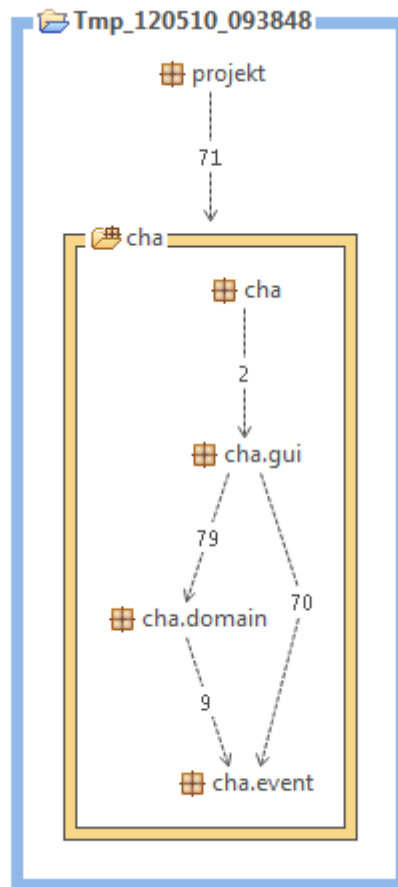 Tmp_120510_093848
projekt
71
cha
cha
2
cha.gui
79
70
cha.domain
9
cha.event